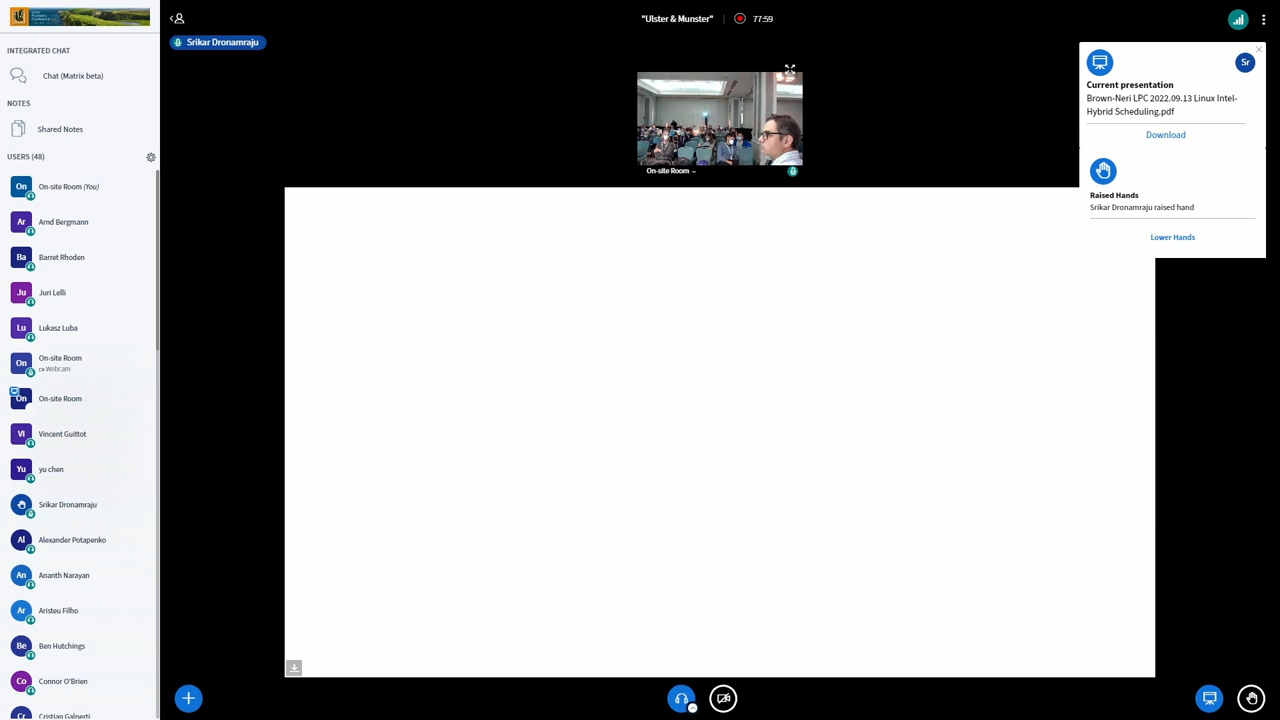 INTEGRATED CHAT
Chat (Matrix beta)
NOTES
Shared Notes
USERS (48)
On
On-site Room (You)
Ar
Arnd Bergmann
Ba
Barret Rhoden
Ju
Juri Lelli
Lu
Lukasz Luba
On
On-site Room
Webcam
On
On-site Room
Vi
Vincent Guittot
Yu
yu chen
Srikar Dronamraju
Al
Alexander Potapenko
An
Ananth Narayan
Ar
Aristeu Filho
Be
Ben Hutchings
Co
Connor O'Brien
Cr
Cristian Galperti
"Ulster & Munster"
77:59
Srikar Dronamraju
On-site Room
Sr
Current presentation
Brown-Neri LPC 2022.09.13 Linux Intel-
Hybrid Scheduling.pdf
Download
Raised Hands
Srikar Dronamraju raised hand
Lower Hands